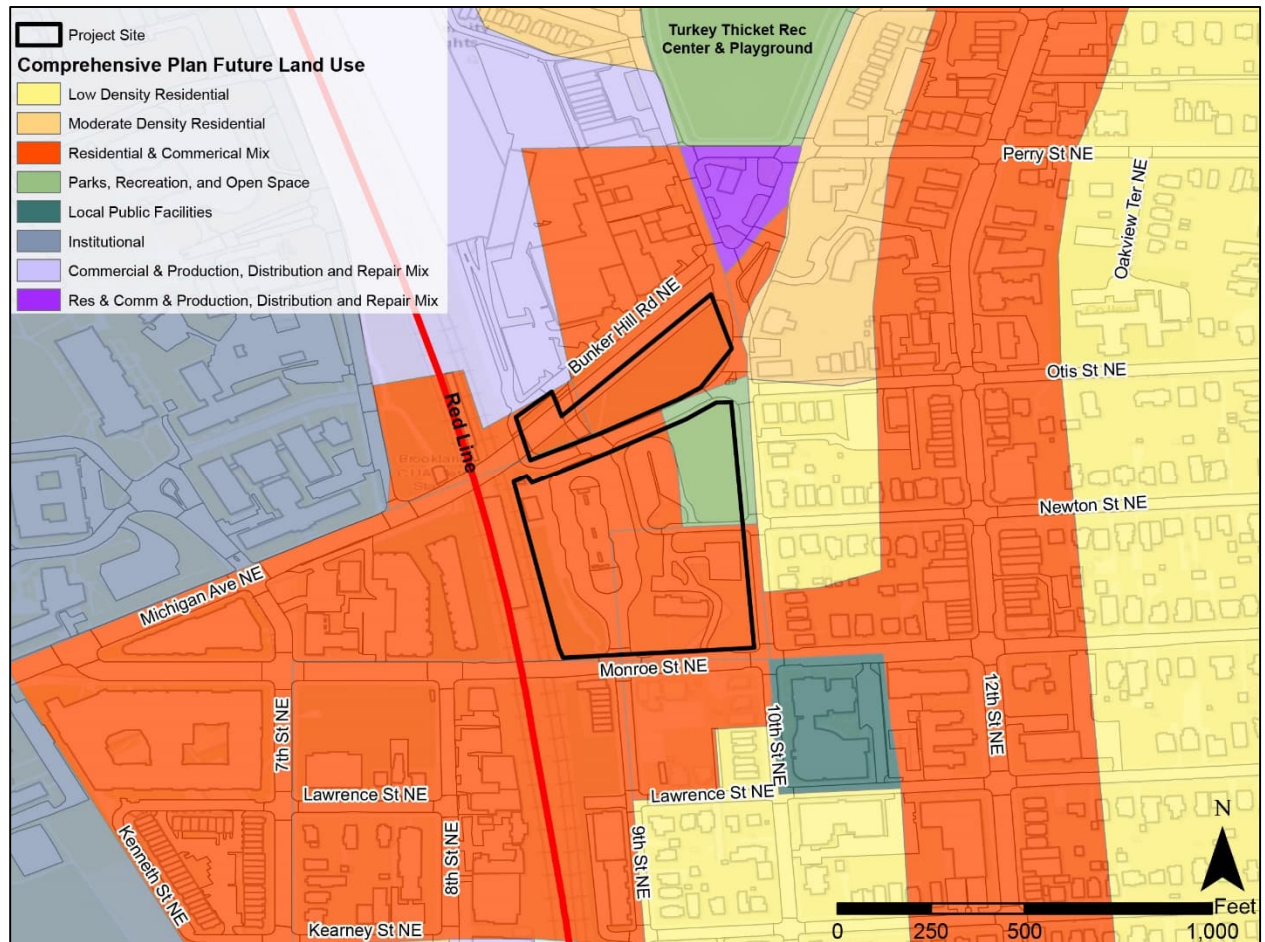 Project Site
Comprehensive Plan Future Land Use
Low Density Residential
Moderate Density Residential
Residential & Commerical Mix
Parks, Recreation, and Open Space
Local Public Facilities
Institutional
Commercial & Production, Distribution and Repair Mix
Res & Comm & Production, Distribution and Repair Mix
Turkey Thicket Rec
Center & Playground
Perry St NE
Oakview Ter NE
Bunker Hill Rd NE
Otis St NE
Red Line
Newton St NE
Michigan Ave NE
Monroe St NE
7th St NE
10th St NE
12th St NE
Lawrence St NE
Lawrence St NE
Kenneth St NE
8th St NE
9th St NE
Kearney St NE
N
Feet
0 250 500 1,000